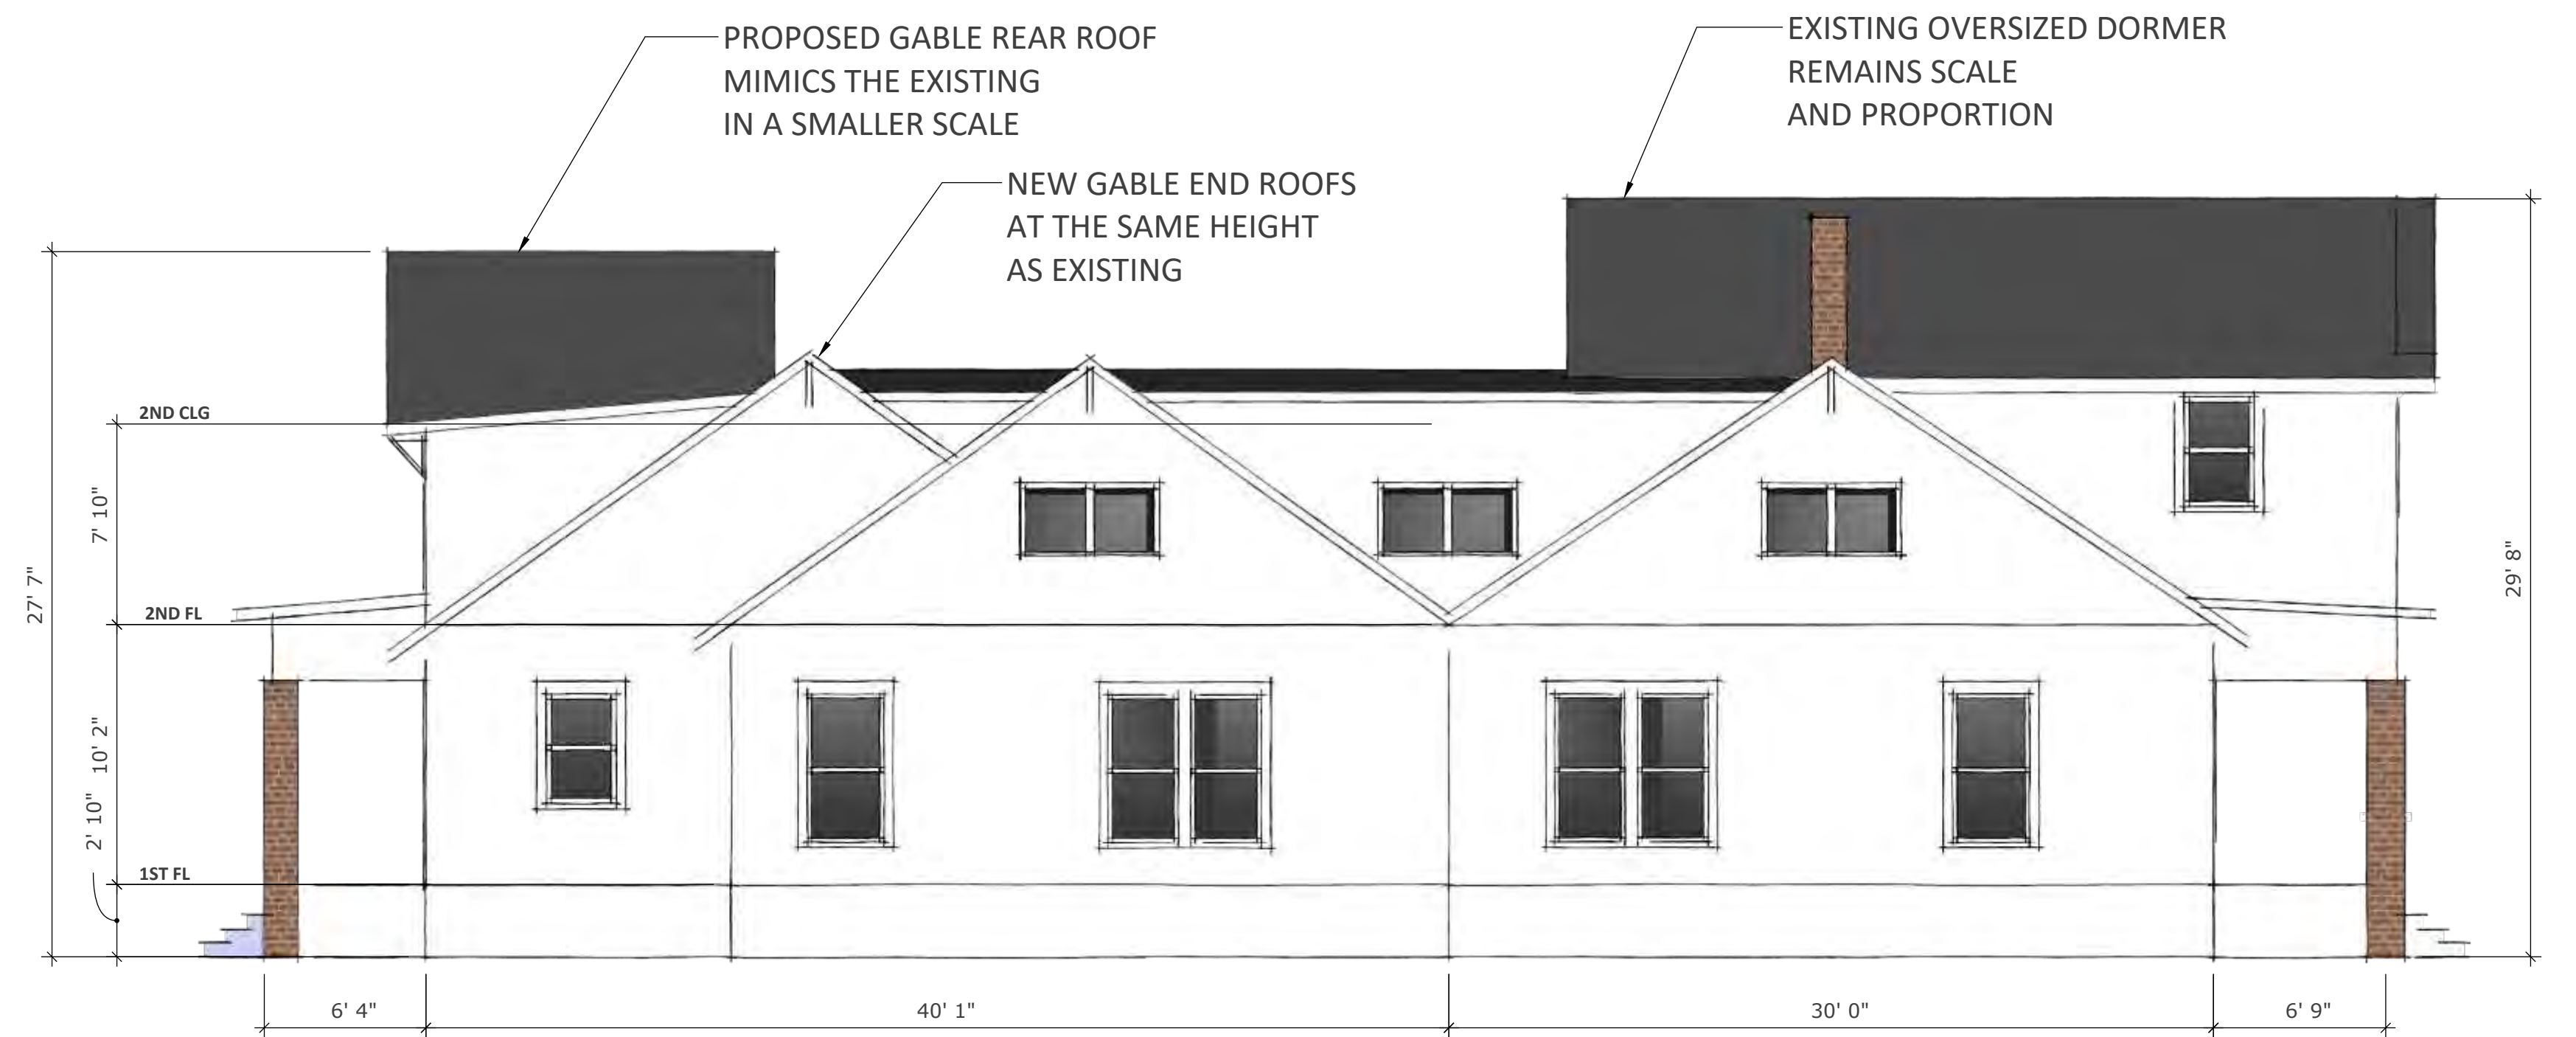 PROPOSED GABLE REAR ROOF
MIMICS THE EXISTING
IN A SMALLER SCALE
EXISTING OVERSIZED DORMER
REMAINS SCALE
AND PROPORTION
NEW GABLE END ROOFS
AT THE SAME HEIGHT
AS EXISTING
2ND CLG
7' 10"
27' 7"
29' 8"
2ND FL
10' 2"
2' 10"
1ST FL
6' 4"
40' 1"
30' 0"
6' 9"